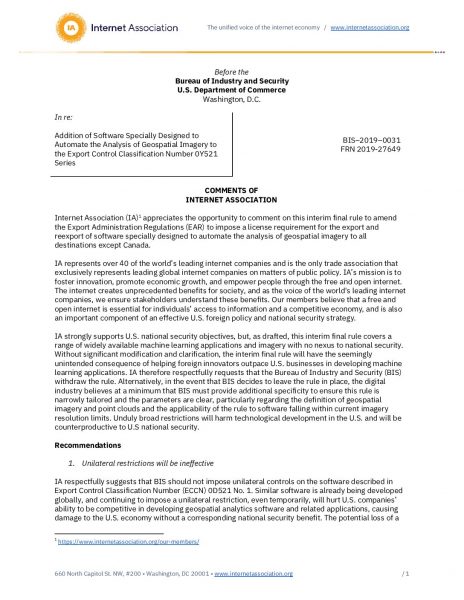 IA Internet Association The unified voice of the internet economy / www.internetassociation.org
Before the
Bureau of Industry and Security
U.S. Department of Commerce
Washington, D.C.
In re:
Addition of Software Specially Designed to
Automate the Analysis of Geospatial Imagery to
the Export Control Classification Number 0Y521
Series
BIS–2019–0031
FRN 2019-27649
COMMENTS OF
INTERNET ASSOCIATION
Internet Association (IA)1 appreciates the opportunity to comment on this interim final rule to amend
the Export Administration Regulations (EAR) to impose a license requirement for the export and
reexport of software specially designed to automate the analysis of geospatial imagery to all
destinations except Canada.
IA represents over 40 of the world's leading internet companies and is the only trade association that
exclusively represents leading global internet companies on matters of public policy. IA's mission is to
foster innovation, promote economic growth, and empower people through the free and open internet.
The internet creates unprecedented benefits for society, and as the voice of the world's leading internet
companies, we ensure stakeholders understand these benefits. Our members believe that a free and
open internet is essential for individuals' access to information and a competitive economy, and is also
an important component of an effective U.S. foreign policy and national security strategy.
IA strongly supports U.S. national security objectives, but, as drafted, this interim final rule covers a
range of widely available machine learning applications and imagery with no nexus to national security.
Without significant modification and clarification, the interim final rule will have the seemingly
unintended consequence of helping foreign innovators outpace U.S. businesses in developing machine
learning applications. IA therefore respectfully requests that the Bureau of Industry and Security (BIS)
withdraw the rule. Alternatively, in the event that BIS decides to leave the rule in place, the digital
industry believes at a minimum that BIS must provide additional specificity to ensure this rule is
narrowly tailored and the parameters are clear, particularly regarding the definition of geospatial
imagery and point clouds and the applicability of the rule to software falling within current imagery
resolution limits. Unduly broad restrictions will harm technological development in the U.S. and will be
counterproductive to U.S national security.
Recommendations
1. Unilateral restrictions will be ineffective
IA respectfully suggests that BIS should not impose unilateral controls on the software described in
Export Control Classification Number (ECCN) 0D521 No. 1. Similar software is already being developed
globally, and continuing to impose a unilateral restriction, even temporarily, will hurt U.S. companies'
ability to be competitive in developing geospatial analytics software and related applications, causing
damage to the U.S. economy without a corresponding national security benefit. The potential loss of a
1 https://www.internetassociation.org/our-members/
660 North Capitol St. NW, #200 • Washington, DC 20001 • www.internetassociation.org / 1